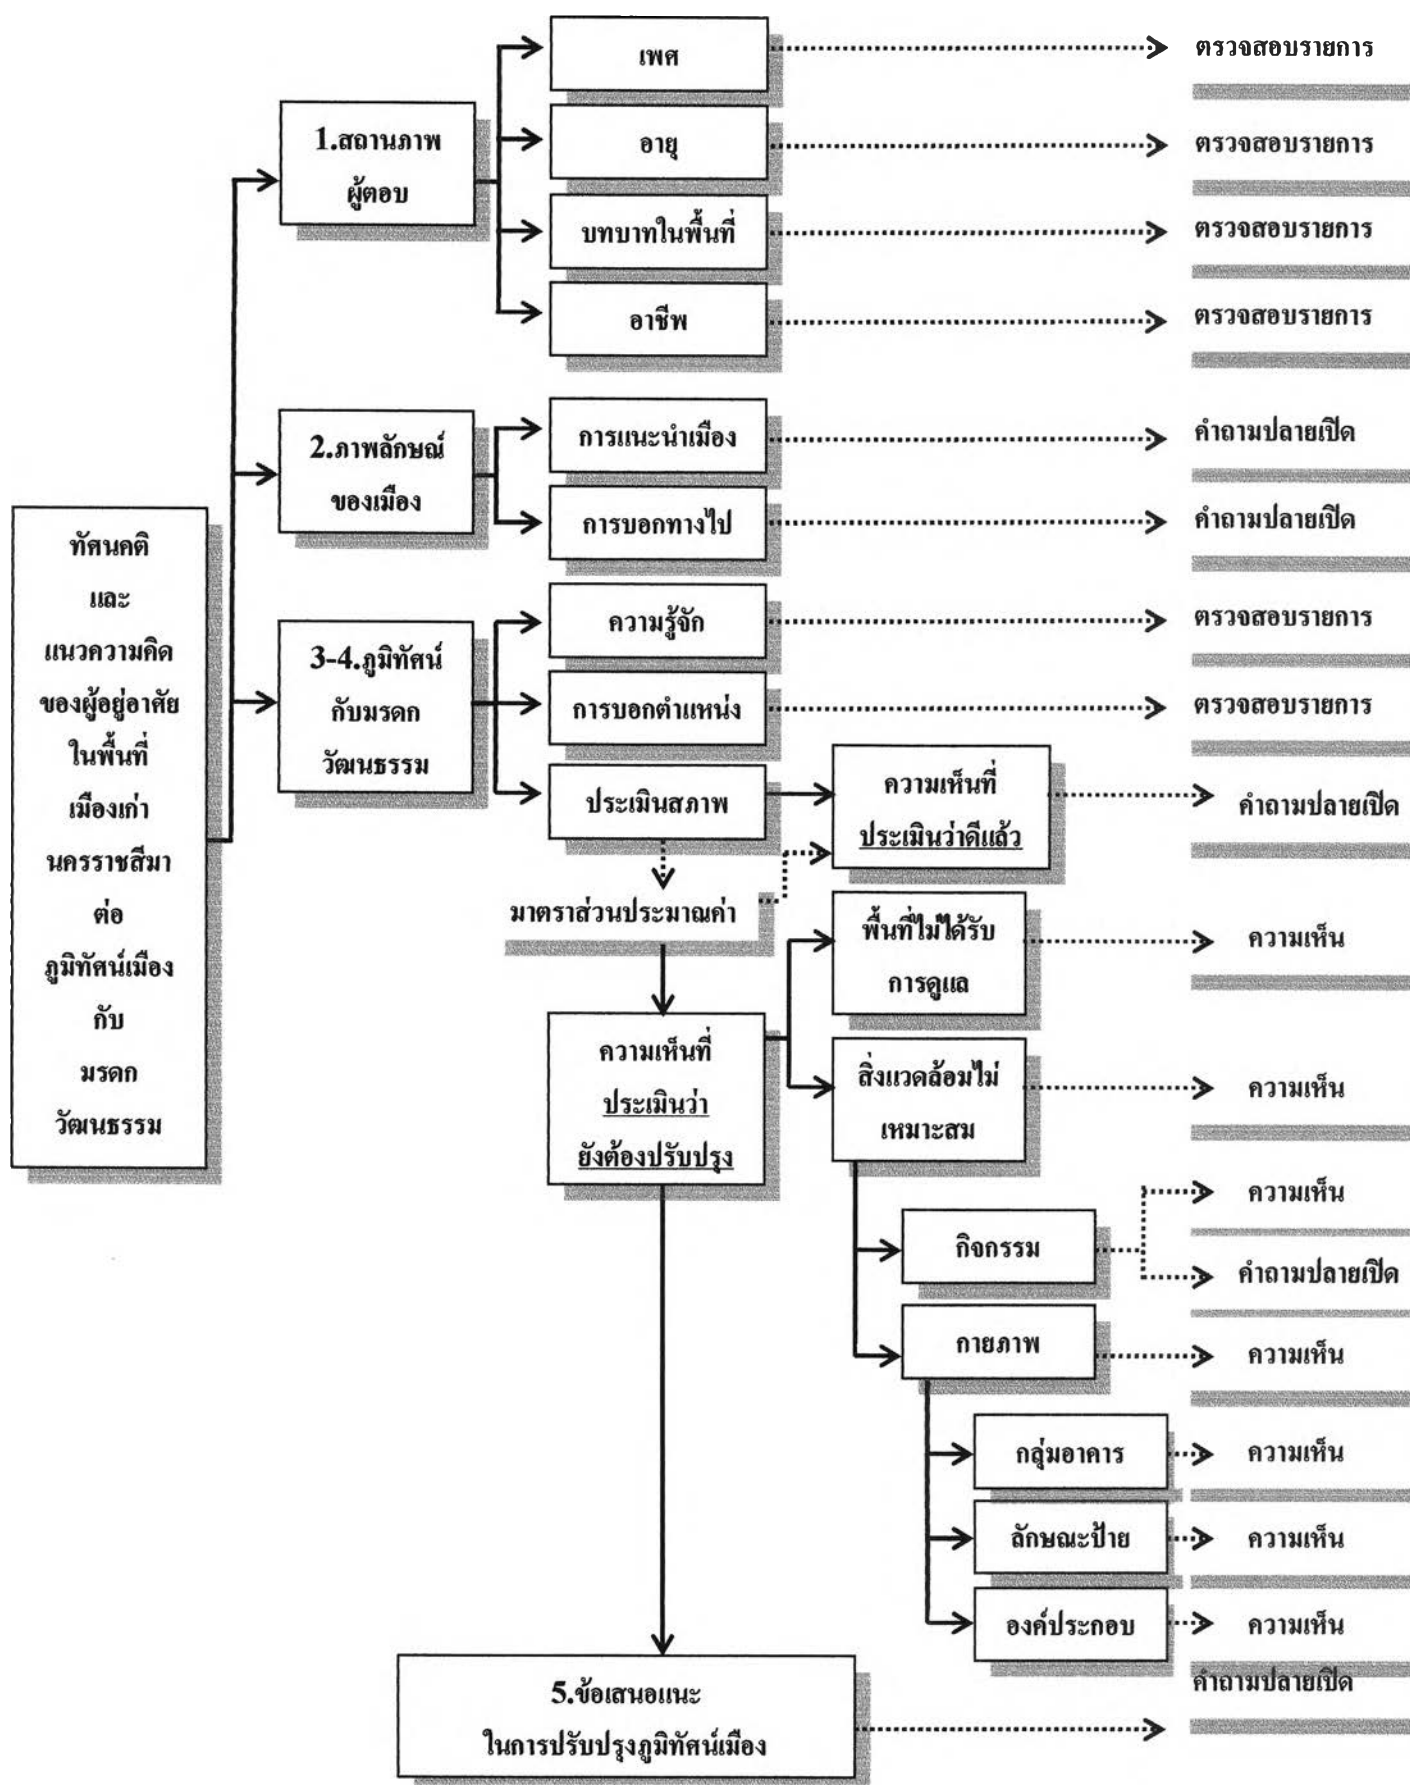 ทัศนคติ
และ
แนวความคิด
ของผู้อยู่อาศัย
ในพื้นที่
เมืองเก่า
นครราชสีมา
ต่อ
ภูมิทัศน์เมือง
กับ
มรดก
วัฒนธรรม
1.สถานภาพ
ผู้ตอบ
เพศ
ตรวจสอบรายการ
อายุ
ตรวจสอบรายการ
บทบาทในพื้นที่
ตรวจสอบรายการ
อาชีพ
ตรวจสอบรายการ
2.ภาพลักษณ์
ของเมือง
การแนะนำเมือง
คำถามปลายเปิด
การบอกทางไป
คำถามปลายเปิด
3-4.ภูมิทัศน์
กับมรดก
วัฒนธรรม
ความรู้จัก
ตรวจสอบรายการ
การบอกตำแหน่ง
ตรวจสอบรายการ
ประเมินสภาพ
ความเห็นที่
ประเมินว่าดีแล้ว
คำถามปลายเปิด
มาตราส่วนประมาณค่า
ความเห็นที่
ประเมินว่า
ยังต้องปรับปรุง
พื้นที่ไม่ได้รับ
การดูแล
ความเห็น
สิ่งแวดล้อมไม่
เหมาะสม
ความเห็น
กิจกรรม
ความเห็น
คำถามปลายเปิด
กายภาพ
ความเห็น
กลุ่มอาคาร
ความเห็น
ลักษณะป้าย
ความเห็น
องค์ประกอบ
ความเห็น
5.ข้อเสนอแนะ
ในการปรับปรุงภูมิทัศน์เมือง
คำถามปลายเปิด